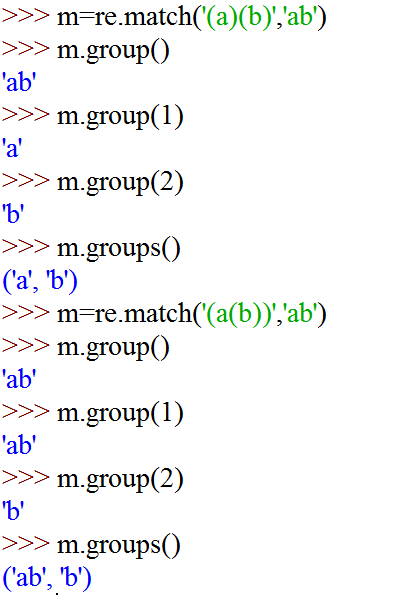 >>> m=re.match('(a)(b)','ab')
>>> m.group()
'ab'
>>> m.group(1)
'a'
>>> m.group(2)
'b'
>>> m.groups()
('a', 'b')
>>> m=re.match('(a(b))','ab')
>>> m.group()
'ab'
>>> m.group(1)
'ab'
>>> m.group(2)
'b'
>>> m.groups()
('ab', 'b')